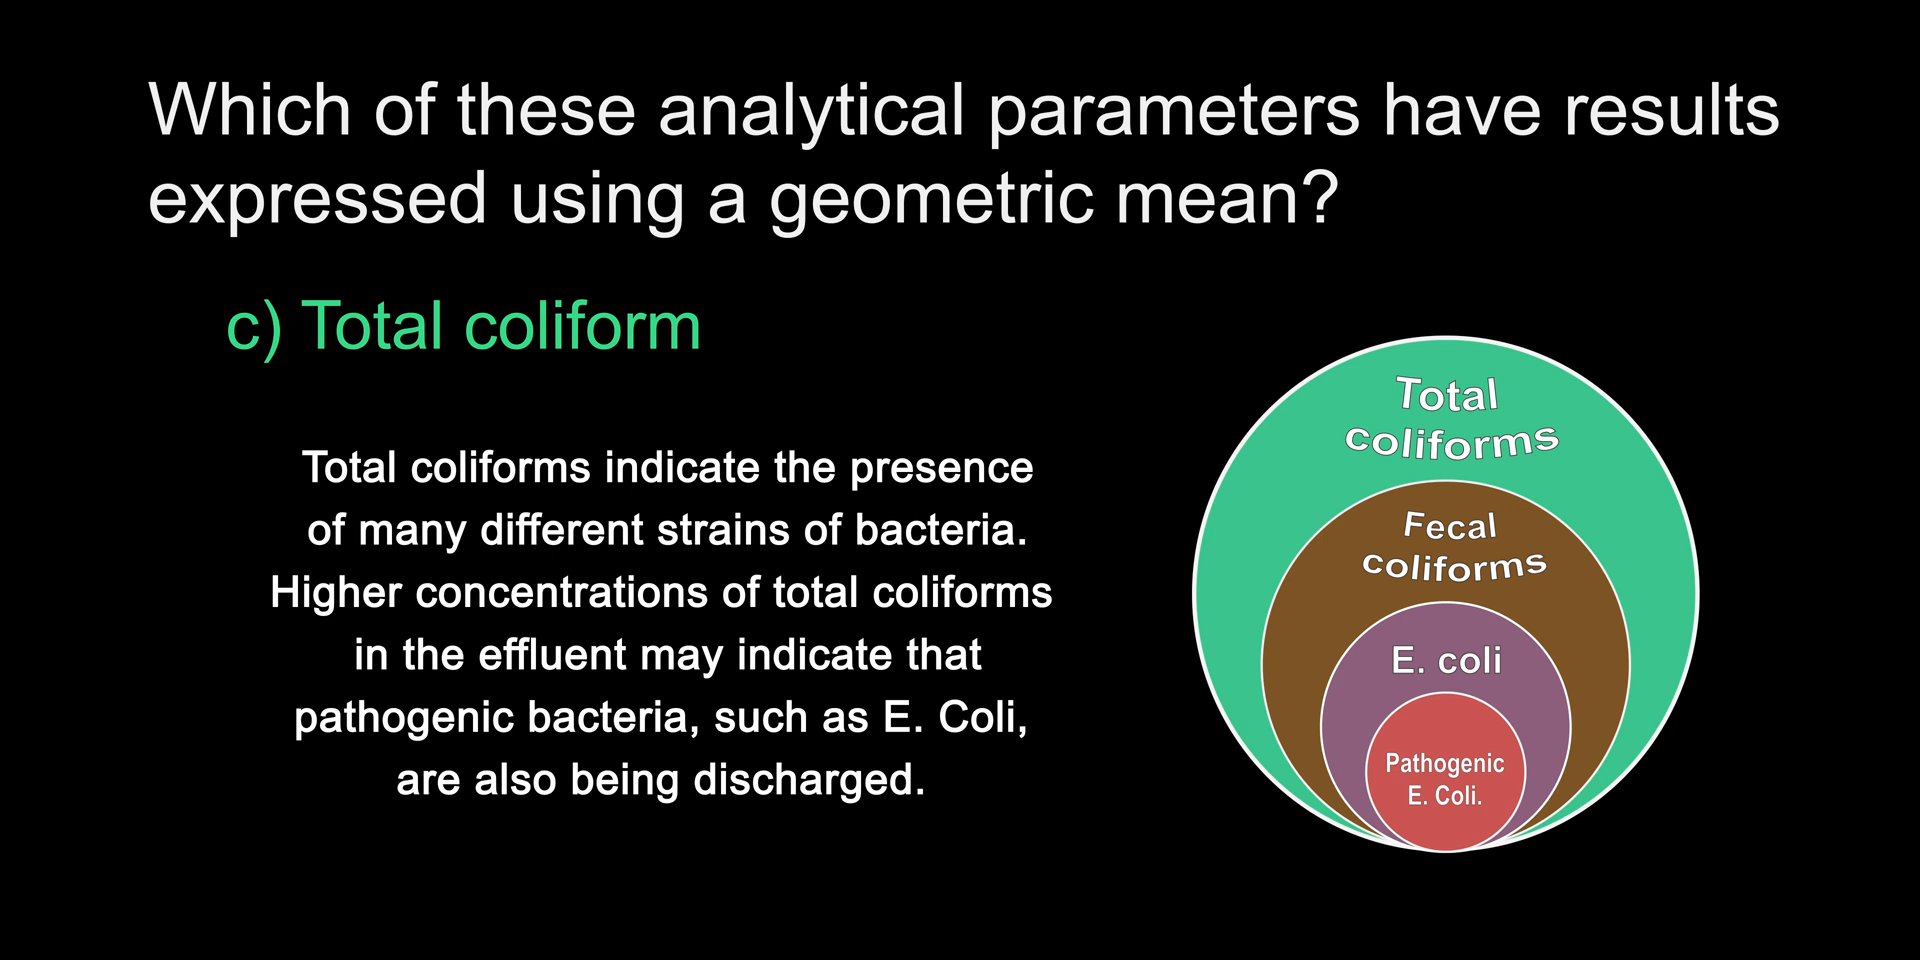 Which of these analytical parameters have results
expressed using a geometric mean?
c) Total coliform
Total coliforms indicate the presence
of many different strains of bacteria.
Higher concentrations of total coliforms
in the effluent may indicate that
pathogenic bacteria, such as E. Coli,
are also being discharged.
Total
coliforms
Fecal
coliforms
E. coli
Pathogenic
E. Coli.